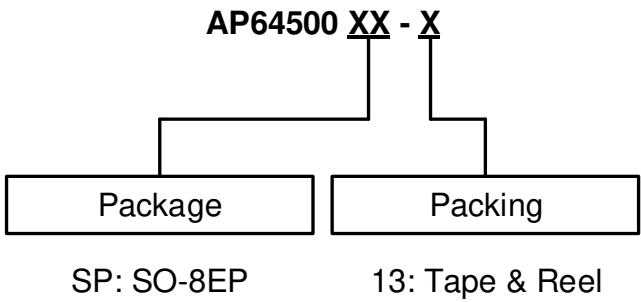 AP64500 XX - X
Package
Packing
SP: SO-8EP
13: Tape & Reel